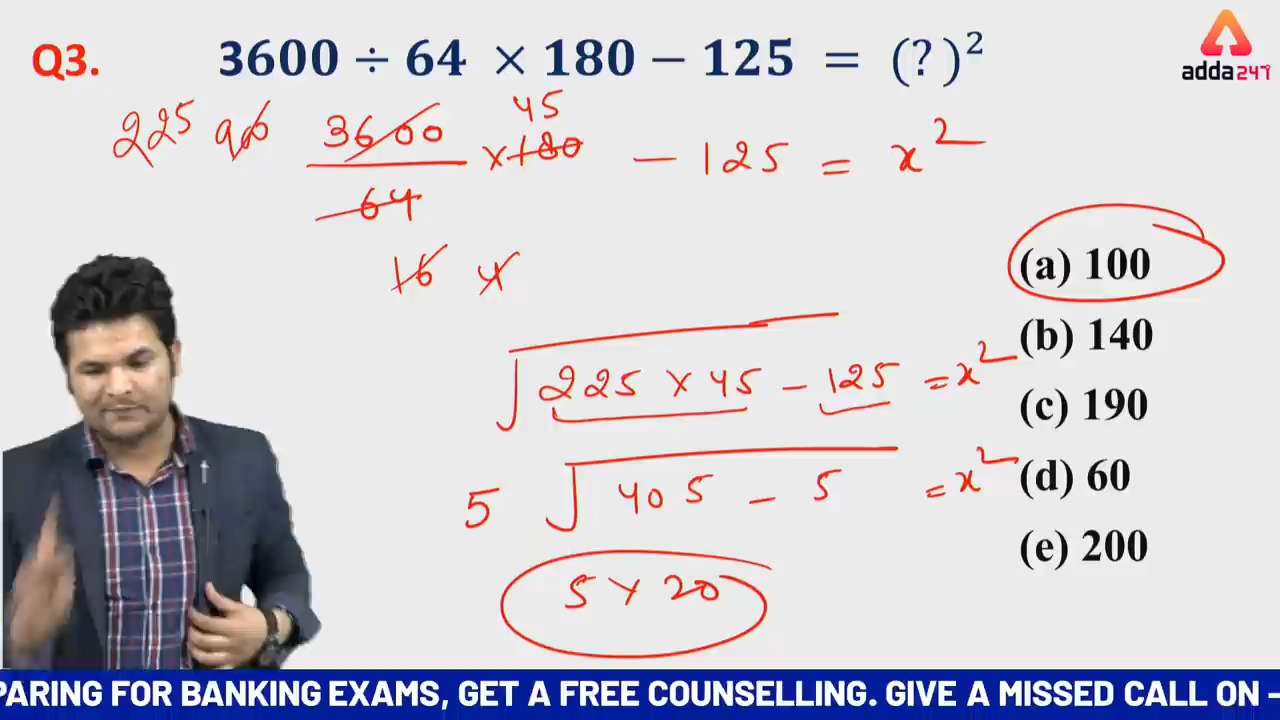 Q3. 3600 ÷ 64 × 180 − 125 = (?)²
adda247
45
225 900 3600 ×180 − 125 = x²
64
16 4
(a) 100
(b) 140
√225 × 45 − 125 = x²
(c) 190
5 √405 − 5 = x²
(d) 60
(e) 200
5 × 20
PARING FOR BANKING EXAMS, GET A FREE COUNSELLING. GIVE A MISSED CALL ON -